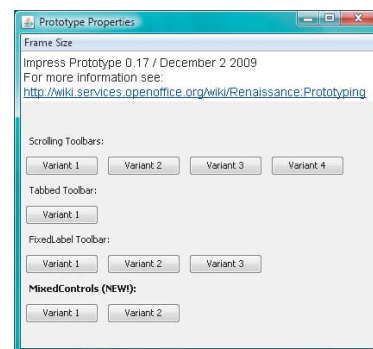 Prototype Properties
Frame Size
Impress Prototype 0.17 / December 2 2009
For more information see:
http://wiki.services.openoffice.org/wiki/Renaissance:Prototyping
Scrolling Toolbars:
Variant 1 Variant 2 Variant 3 Variant 4
Tabbed Toolbar:
Variant 1
FixedLabel Toolbar:
Variant 1 Variant 2 Variant 3
MixedControls (NEW!):
Variant 1 Variant 2